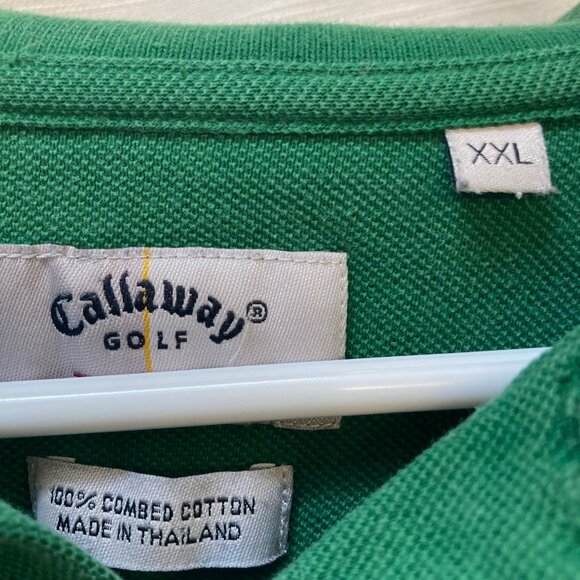 XXL
Callaway®
GOLF
100% COMBED COTTON
MADE IN THAILAND